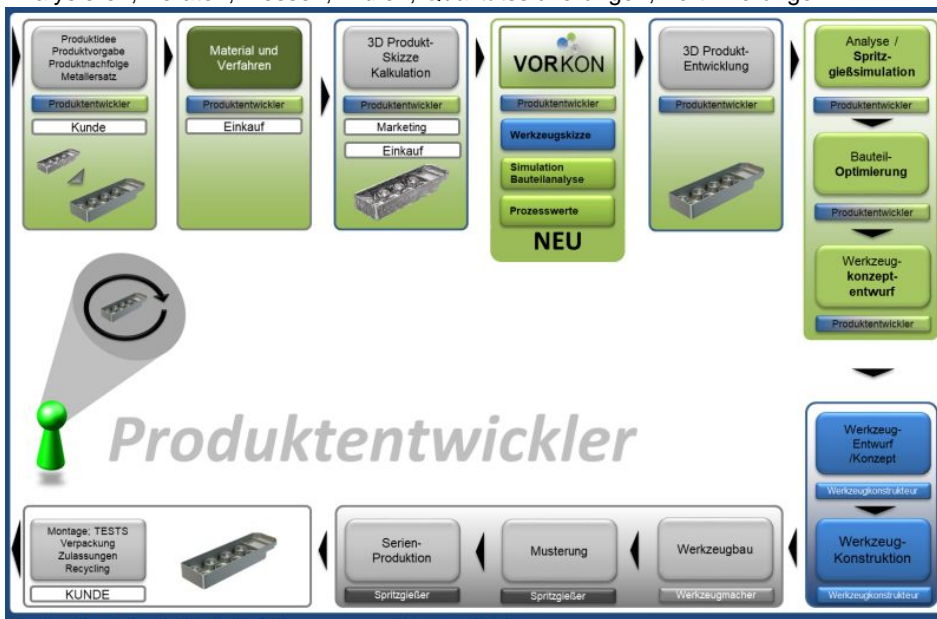 Produktidee
Produktvorgabe
Produktnachfolge
Metallersatz
Produktentwickler
Kunde
Material und
Verfahren
Produktentwickler
Einkauf
3D Produkt-
Skizze
Kalkulation
Produktentwickler
Marketing
Einkauf
VORKON
Produktentwickler
Werkzeugskizze
Simulation
Bauteilanalyse
Prozesswerte
NEU
3D Produkt-
Entwicklung
Produktentwickler
Analyse /
Spritz-
gießsimulation
Produktentwickler
Bauteil-
Optimierung
Produktentwickler
Werkzeug-
konzept-
entwurf
Produktentwickler
Produktentwickler
Werkzeug-
Entwurf
/Konzept
Werkzeugkonstrukteur
Werkzeug-
Konstruktion
Werkzeugkonstrukteur
Werkzeugbau
Werkzeugmacher
Musterung
Spritzgießer
Serien-
Produktion
Spritzgießer
Montage; TESTS
Verpackung
Zulassungen
Recycling
KUNDE